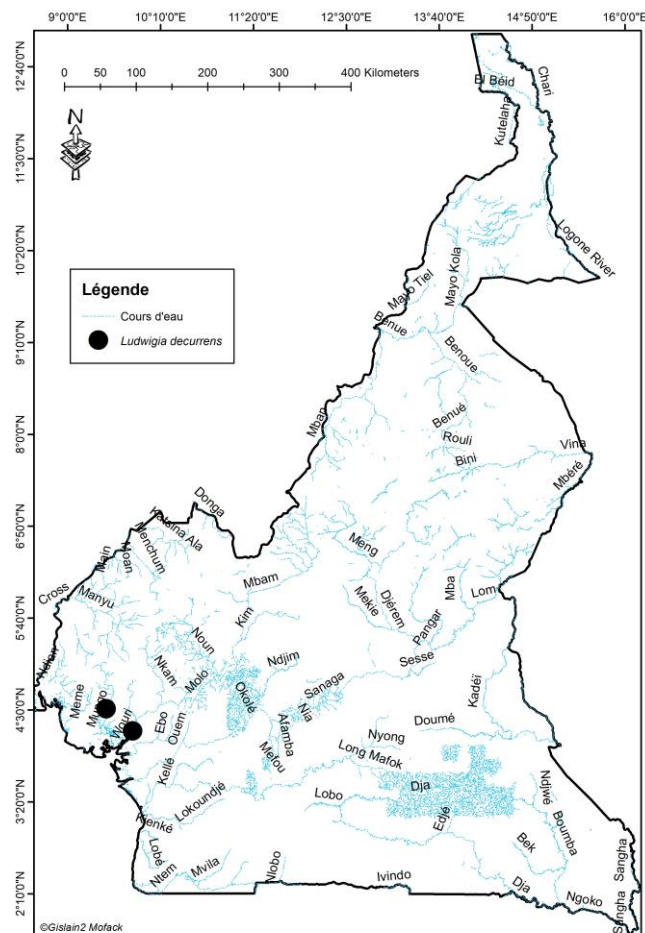 9°0'0"E 10°10'0"E 11°20'0"E 12°30'0"E 13°40'0"E 14°50'0"E 16°0'0"E
12°40'0"N
11°30'0"N
10°20'0"N
9°10'0"N
8°0'0"N
6°50'0"N
5°40'0"N
4°30'0"N
3°20'0"N
2°10'0"N
0 50 100 200 300 400 Kilometers
N
Légende
Cours d'eau
Ludwigia decurrens
El Béid
Chari
Kutelaha
Logone River
Mayo Tiel
Mayo Kola
Bénue
Benoue
Benué
Mban
Rouli
Bini
Vina
Mbéré
Donga
Katsina Ala
Menchum
Main
Cross
Manyu
Meng
Mbam
Mekie
Djérem
Mba
Lom
Pangar
Kim
Noun
Ndjim
Sesse
Ndian
Nkam
Molo
Okolé
Sanaga
Nia
Kadéï
Meme
Mungo
Wouri
Ebo
Ouem
Afamba
Mefou
Doumé
Nyong
Long Mafok
Kellé
Dja
Lobo
Ndjwé
Lokoundjé
Kienké
Edjé
Boumba
Lobé
Bek
Ntem
Mvila
Nlobo
Ivindo
Dja
Ngoko
Sangha
Sangha
©Gislain2 Mofack